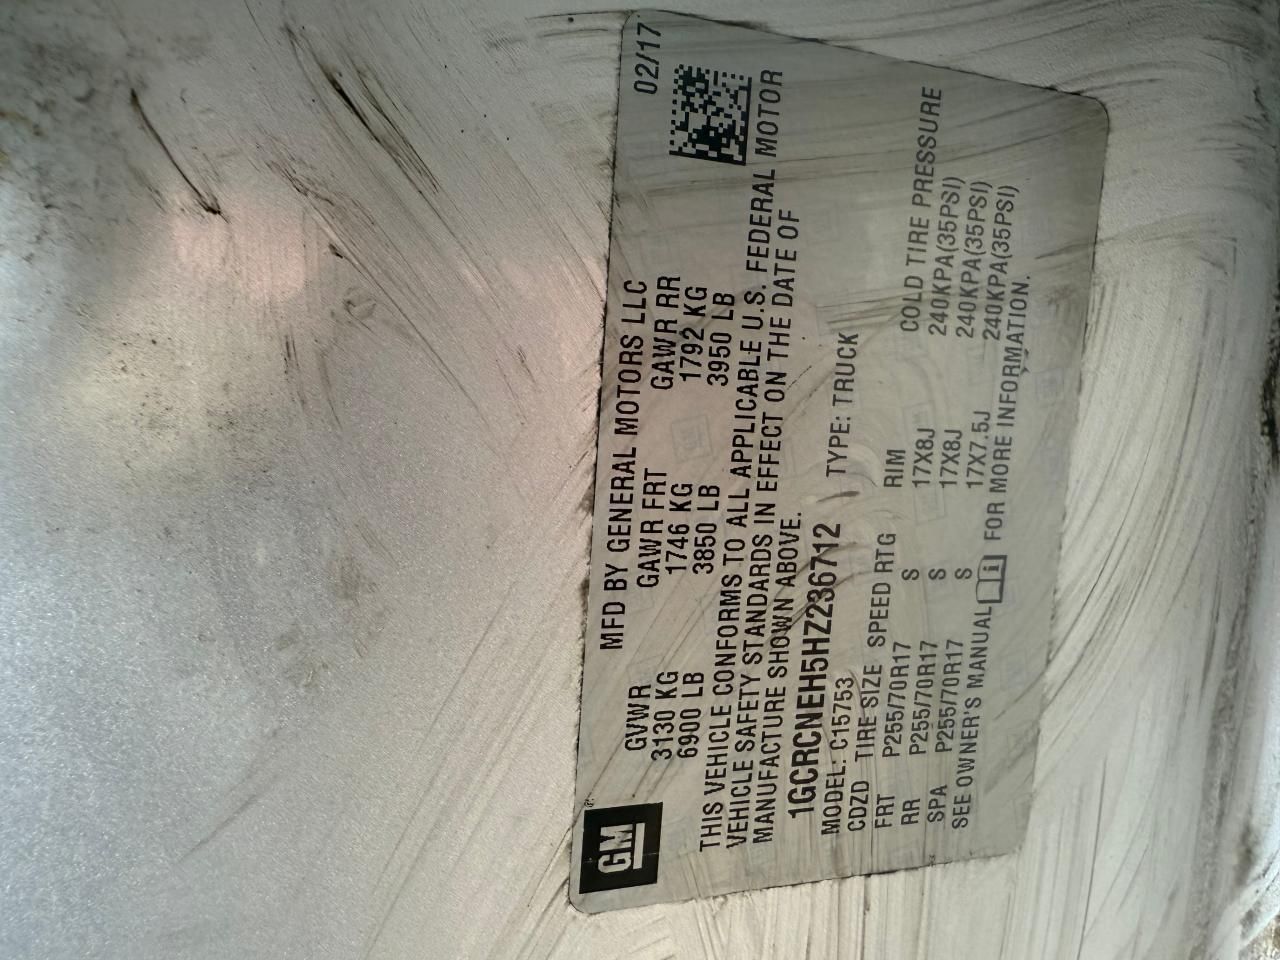 GM
MFD BY GENERAL MOTORS LLC 02/17
GVWR GAWR FRT GAWR RR
3130 KG 1746 KG 1792 KG
6900 LB 3850 LB 3950 LB
THIS VEHICLE CONFORMS TO ALL APPLICABLE U.S. FEDERAL MOTOR
VEHICLE SAFETY STANDARDS IN EFFECT ON THE DATE OF
MANUFACTURE SHOWN ABOVE.
1GCRCNEH5HZ236712 TYPE: TRUCK
MODEL: C15753
CDZD TIRE SIZE SPEED RTG RIM COLD TIRE PRESSURE
FRT P255/70R17 S 17X8J 240KPA(35PSI)
RR P255/70R17 S 17X8J 240KPA(35PSI)
SPA P255/70R17 S 17X7.5J 240KPA(35PSI)
SEE OWNER'S MANUAL FOR MORE INFORMATION.